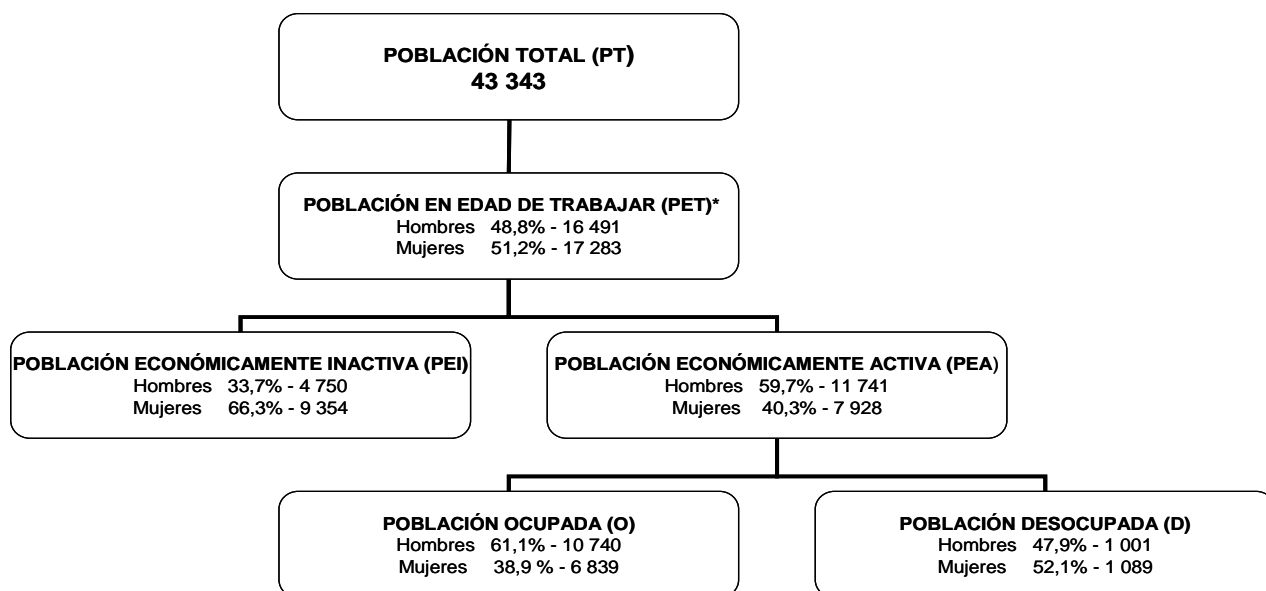 POBLACIÓN TOTAL (PT)
43 343
POBLACIÓN EN EDAD DE TRABAJAR (PET)*
Hombres 48,8% - 16 491
Mujeres 51,2% - 17 283
POBLACIÓN ECONÓMICAMENTE INACTIVA (PEI)
Hombres 33,7% - 4 750
Mujeres 66,3% - 9 354
POBLACIÓN ECONÓMICAMENTE ACTIVA (PEA)
Hombres 59,7% - 11 741
Mujeres 40,3% - 7 928
POBLACIÓN OCUPADA (O)
Hombres 61,1% - 10 740
Mujeres 38,9 % - 6 839
POBLACIÓN DESOCUPADA (D)
Hombres 47,9% - 1 001
Mujeres 52,1% - 1 089